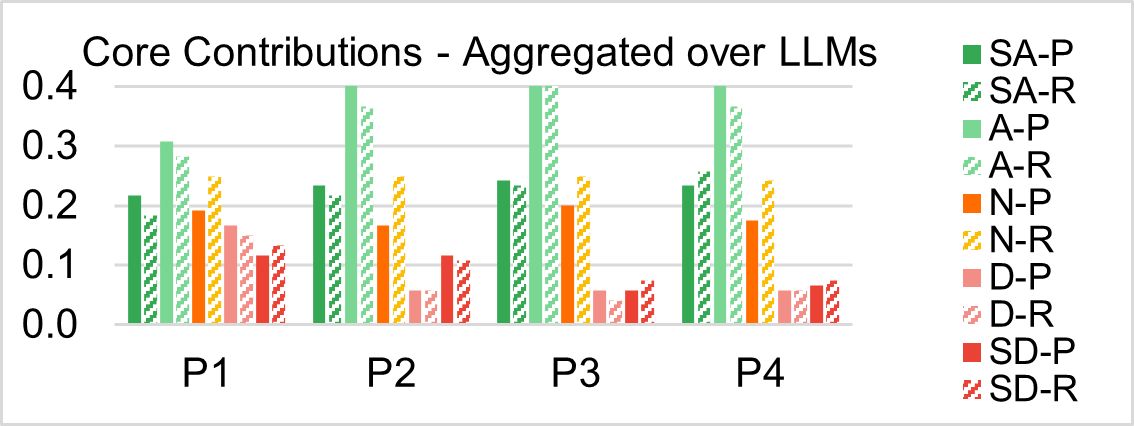 Core Contributions - Aggregated over LLMs
0.4
0.3
0.2
0.1
0.0
P1 P2 P3 P4
SA-P
SA-R
A-P
A-R
N-P
N-R
D-P
D-R
SD-P
SD-R